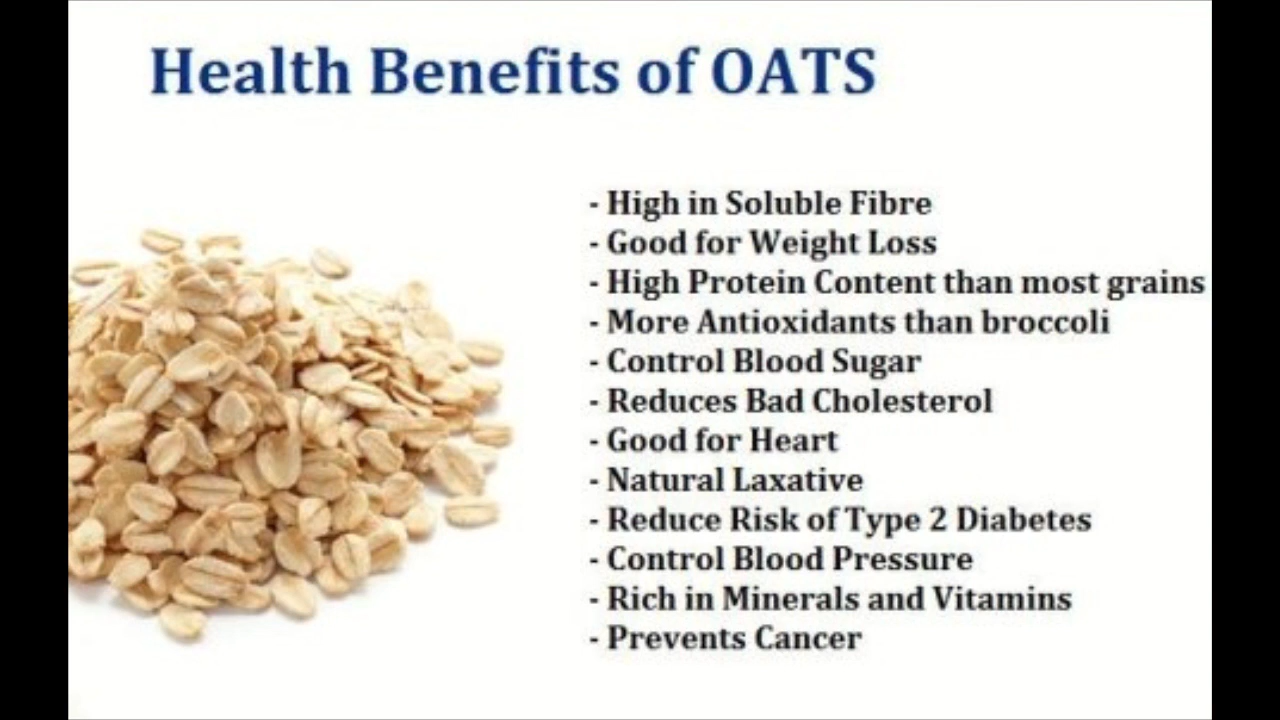 Health Benefits of OATS
- High in Soluble Fibre
- Good for Weight Loss
- High Protein Content than most grains
- More Antioxidants than broccoli
- Control Blood Sugar
- Reduces Bad Cholesterol
- Good for Heart
- Natural Laxative
- Reduce Risk of Type 2 Diabetes
- Control Blood Pressure
- Rich in Minerals and Vitamins
- Prevents Cancer